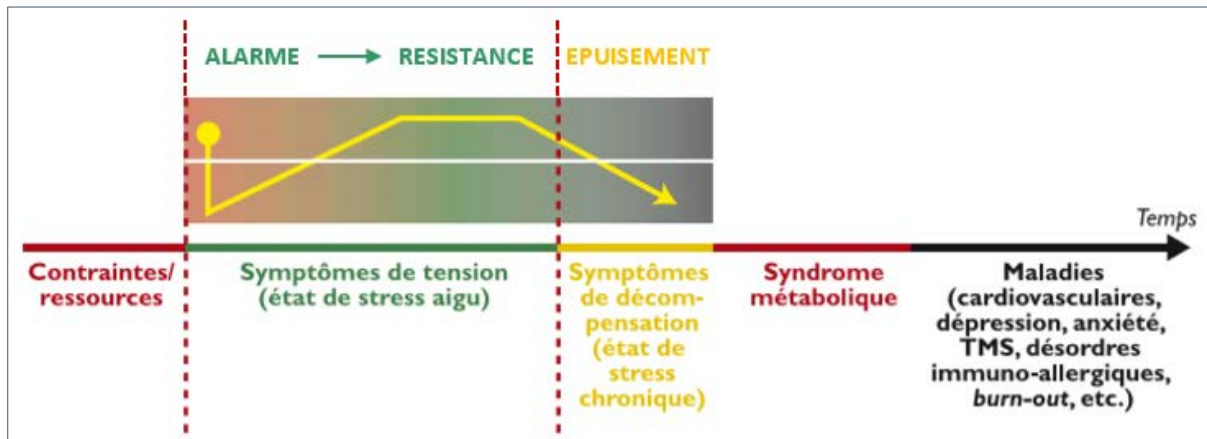 ALARME → RESISTANCE
EPUISEMENT
Temps
Contraintes/
ressources
Symptômes de tension
(état de stress aigu)
Symptômes
de décom-
pensation
(état de
stress
chronique)
Syndrome
métabolique
Maladies
(cardiovasculaires,
dépression, anxiété,
TMS, désordres
immuno-allergiques,
burn-out, etc.)